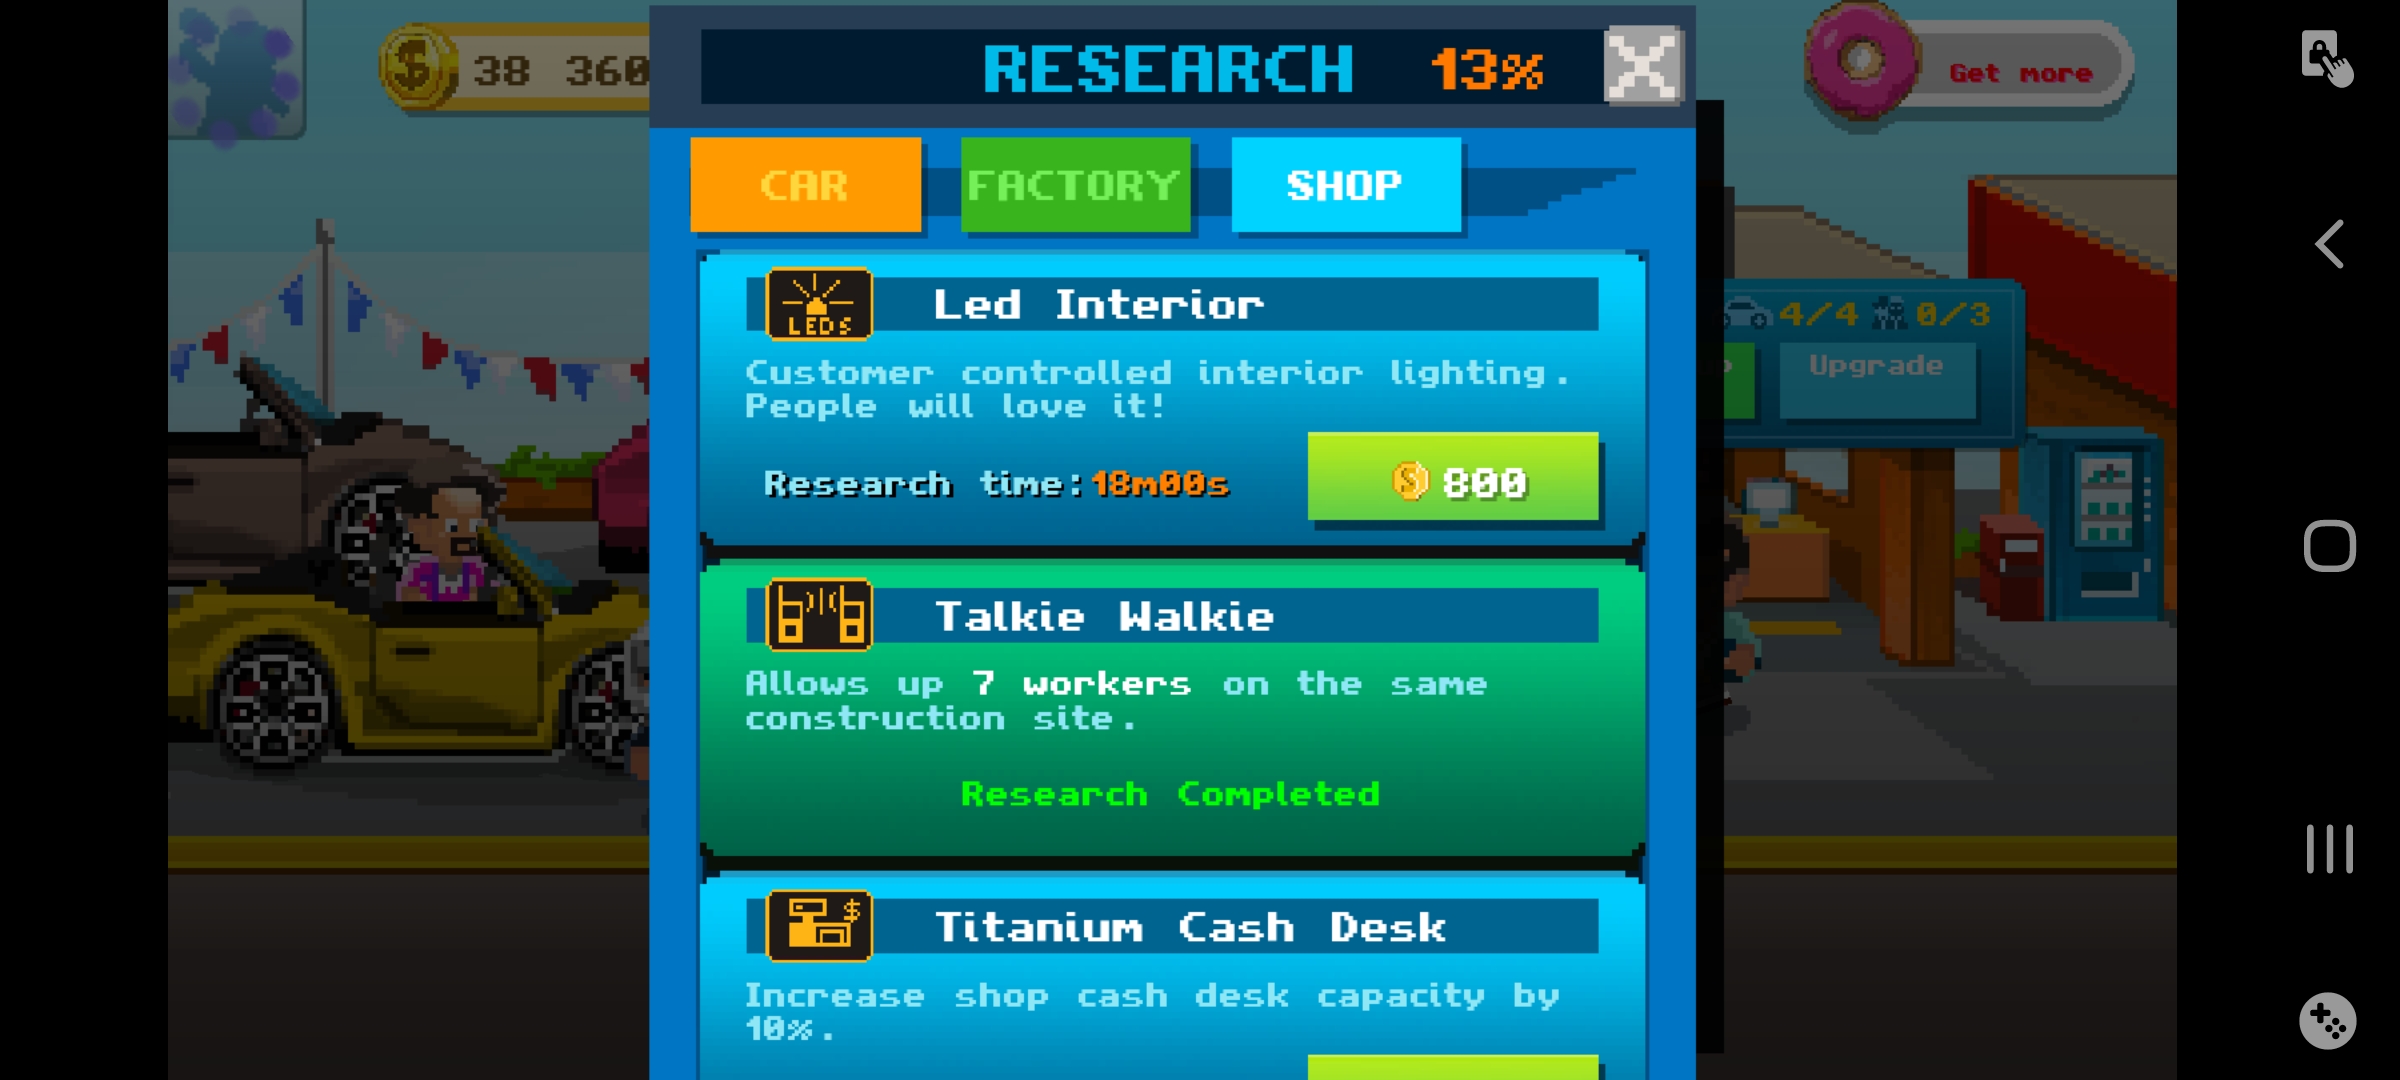 38 360
RESEARCH 13%
Get more
CAR FACTORY SHOP
LEDS Led Interior
4/4 0/3
Upgrade
Customer controlled interior lighting.
People will love it!
Research time:18m00s 800
Talkie Walkie
Allows up 7 workers on the same
construction site.
Research Completed
$ Titanium Cash Desk
Increase shop cash desk capacity by
10%.